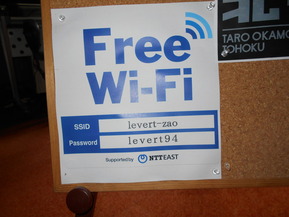 Free
Wi-Fi
SSID levert-zao
Password levert94
Supported by NTT EAST
TARO OKAMO
TOHOKU